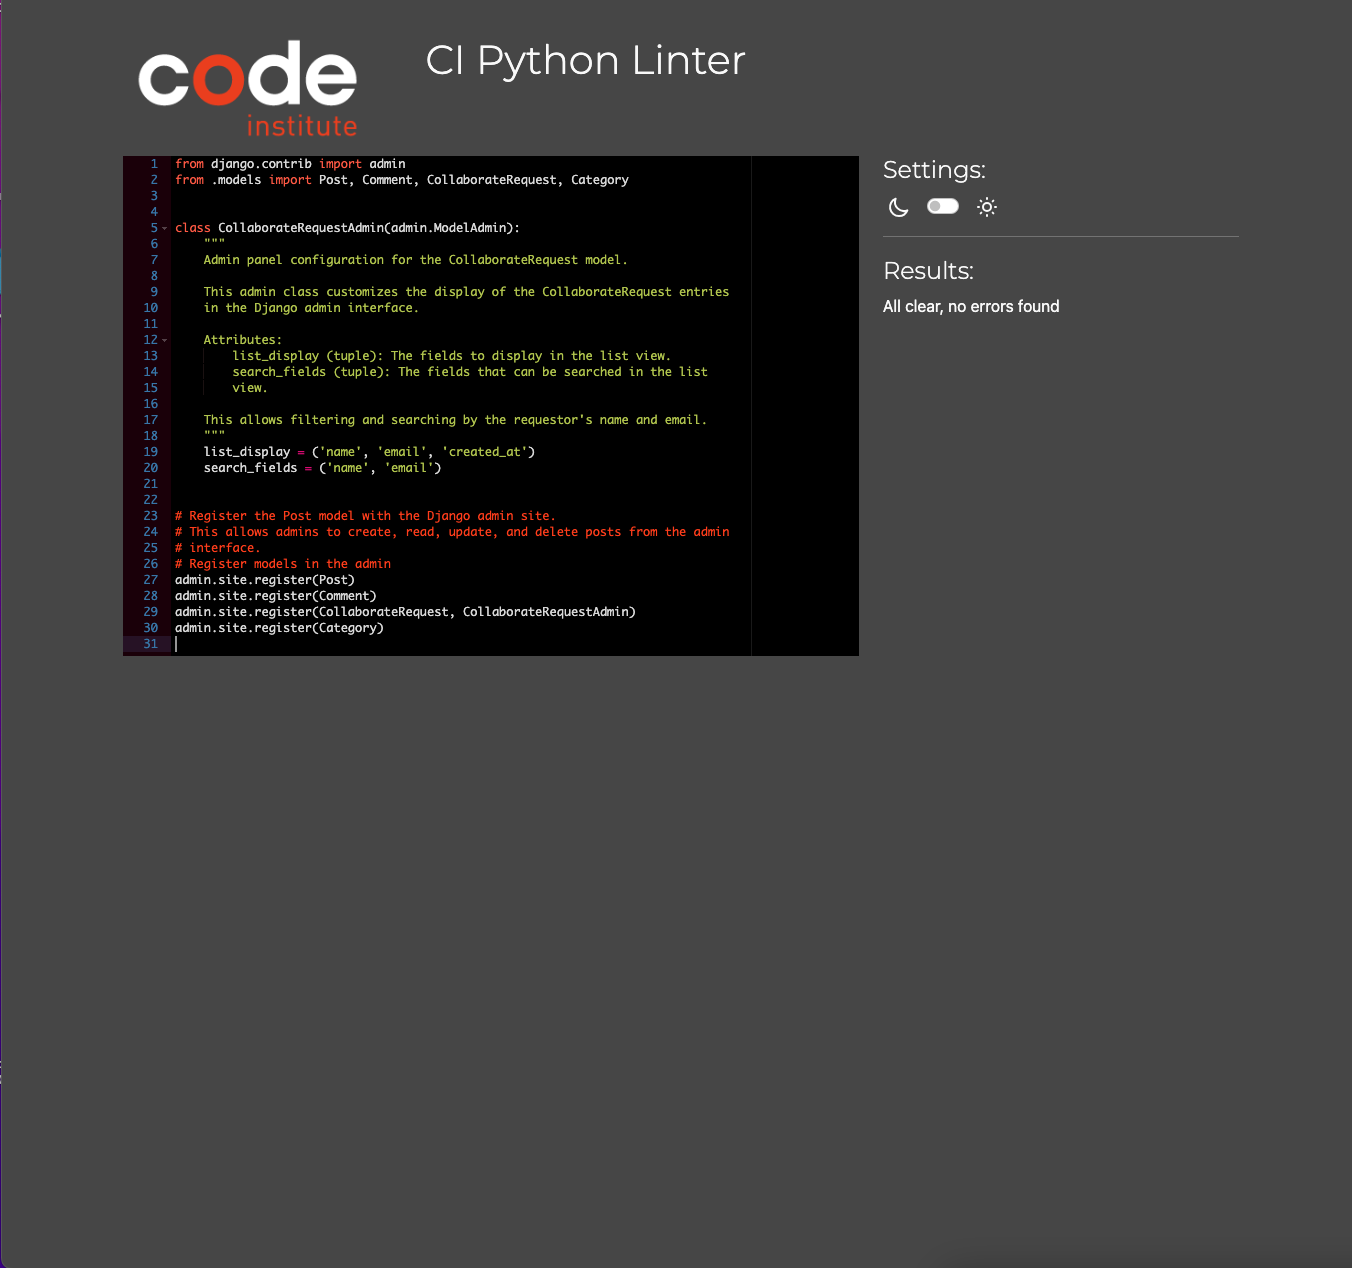 code
institute
CI Python Linter
1 from django.contrib import admin
2 from .models import Post, Comment, CollaborateRequest, Category
3
4
5 class CollaborateRequestAdmin(admin.ModelAdmin):
6 """
7 Admin panel configuration for the CollaborateRequest model.
8
9 This admin class customizes the display of the CollaborateRequest entries
10 in the Django admin interface.
11
12 Attributes:
13 list_display (tuple): The fields to display in the list view.
14 search_fields (tuple): The fields that can be searched in the list
15 view.
16
17 This allows filtering and searching by the requestor's name and email.
18 """
19 list_display = ('name', 'email', 'created_at')
20 search_fields = ('name', 'email')
21
22
23 # Register the Post model with the Django admin site.
24 # This allows admins to create, read, update, and delete posts from the admin
25 # interface.
26 # Register models in the admin
27 admin.site.register(Post)
28 admin.site.register(Comment)
29 admin.site.register(CollaborateRequest, CollaborateRequestAdmin)
30 admin.site.register(Category)
31
Settings:
Results:
All clear, no errors found